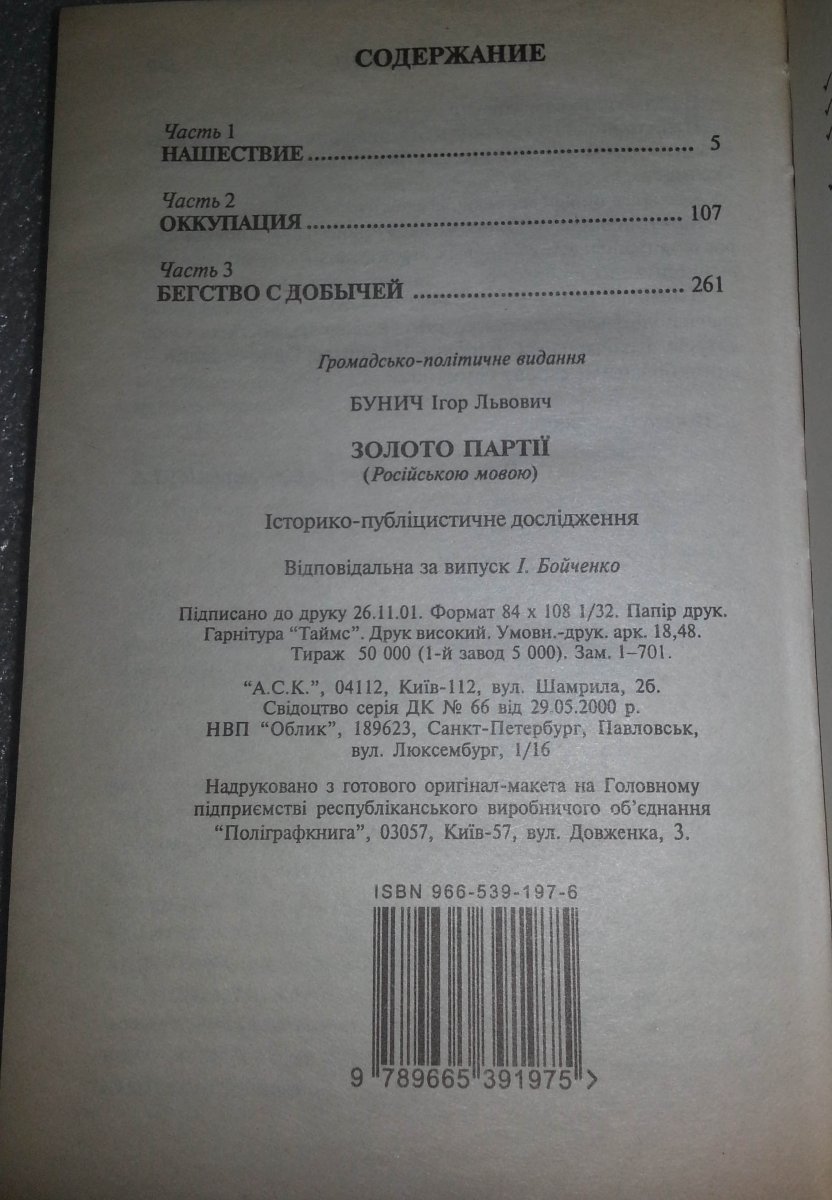 СОДЕРЖАНИЕ
Часть 1
НАШЕСТВИЕ ........................................................ 5
Часть 2
ОККУПАЦИЯ ........................................................ 107
Часть 3
БЕГСТВО С ДОБЫЧЕЙ ........................................ 261
Громадсько-політичне видання
БУНИЧ Ігор Львович
ЗОЛОТО ПАРТІЇ
(Російською мовою)
Історико-публіцистичне дослідження
Відповідальна за випуск І. Бойченко
Підписано до друку 26.11.01. Формат 84 x 108 1/32. Папір друк.
Гарнітура “Таймс”. Друк високий. Умовн.-друк. арк. 18,48.
Тираж 50 000 (1-й завод 5 000). Зам. 1–701.
“А.С.К.”, 04112, Київ-112, вул. Шамрила, 2б.
Свідоцтво серія ДК № 66 від 29.05.2000 р.
НВП “Облик”, 189623, Санкт-Петербург, Павловськ,
вул. Люксембург, 1/16
Надруковано з готового оригінал-макета на Головному
підприємстві республіканського виробничого об’єднання
“Поліграфкнига”, 03057, Київ-57, вул. Довженка, 3.
ISBN 966-539-197-6
9 789665 391975 >